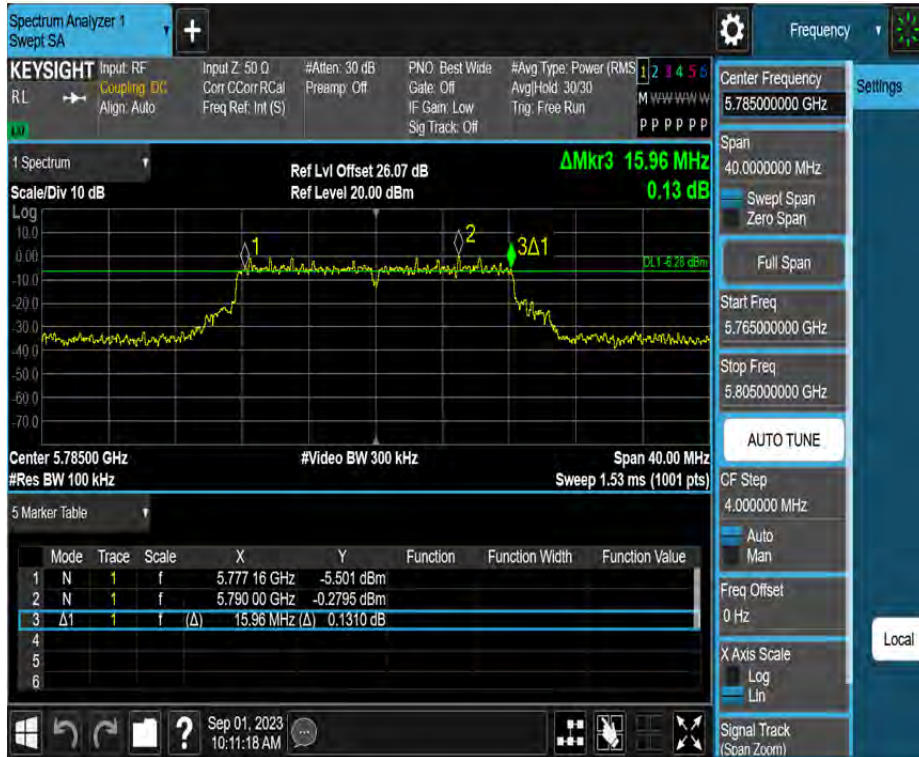 Spectrum Analyzer 1
Swept SA
Frequency
KEYSIGHT
RL
Input: RF
Coupling: DC
Align: Auto
Input Z: 50 Ω
Corr CCorr RCal
Freq Ref: Int (S)
#Atten: 30 dB
Preamp: Off
PNO: Best Wide
Gate: Off
IF Gain: Low
Sig Track: Off
#Avg Type: Power (RMS
Avg|Hold: 30/30
Trig: Free Run
1 2 3 4 5 6
M W W W W W
P P P P P P
1 Spectrum
Scale/Div 10 dB
Ref Lvl Offset 26.07 dB
Ref Level 20.00 dBm
ΔMkr3 15.96 MHz
0.13 dB
Log
10.0
0.00
-10.0
-20.0
-30.0
-40.0
-50.0
-60.0
-70.0
1
2
3Δ1
DL1 -6.28 dBm
Center 5.78500 GHz
#Video BW 300 kHz
Span 40.00 MHz
#Res BW 100 kHz
Sweep 1.53 ms (1001 pts)
5 Marker Table
Mode Trace Scale X Y Function Function Width Function Value
1 N 1 f 5.777 16 GHz -5.501 dBm
2 N 1 f 5.790 00 GHz -0.2795 dBm
3 Δ1 1 f (Δ) 15.96 MHz (Δ) 0.1310 dB
4
5
6
Sep 01, 2023
10:11:18 AM
Center Frequency
5.785000000 GHz
Settings
Span
40.0000000 MHz
Swept Span
Zero Span
Full Span
Start Freq
5.765000000 GHz
Stop Freq
5.805000000 GHz
AUTO TUNE
CF Step
4.000000 MHz
Auto
Man
Freq Offset
0 Hz
X Axis Scale
Log
Lin
Local
Signal Track
(Span Zoom)